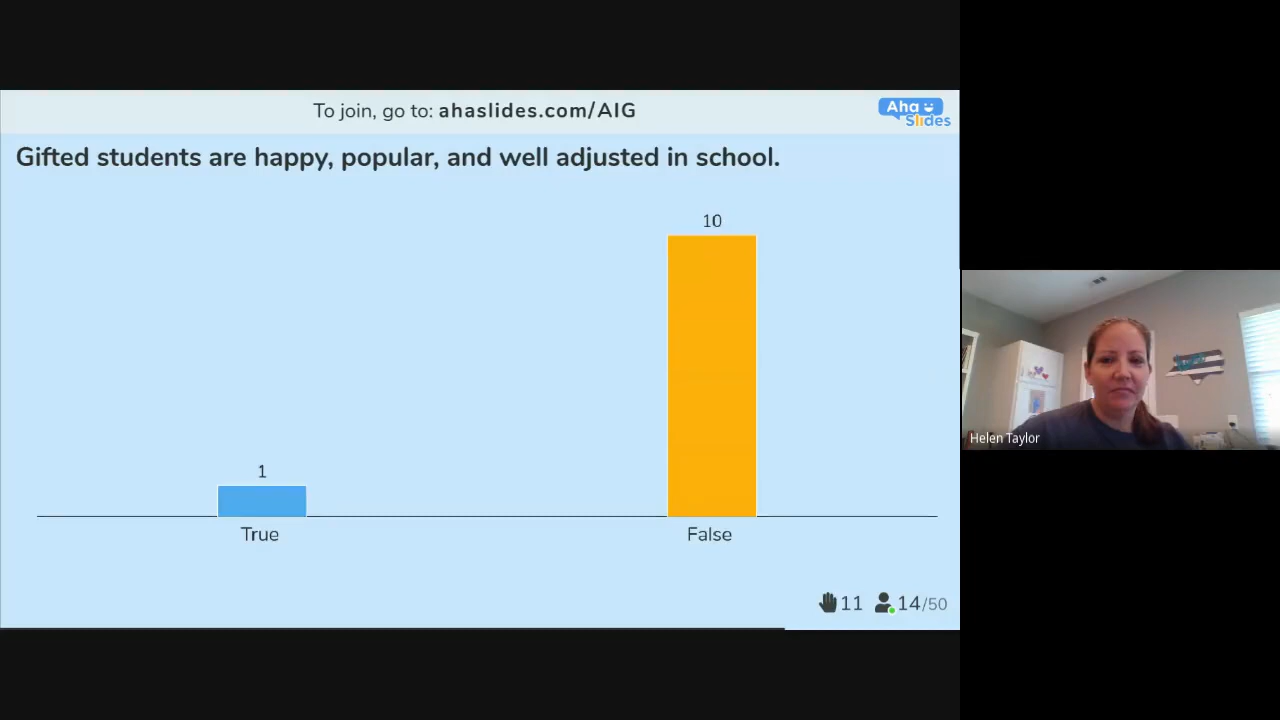 To join, go to: ahaslides.com/AIG
Aha
Slides
Gifted students are happy, popular, and well adjusted in school.
10
1
True
False
11
14/50
Helen Taylor